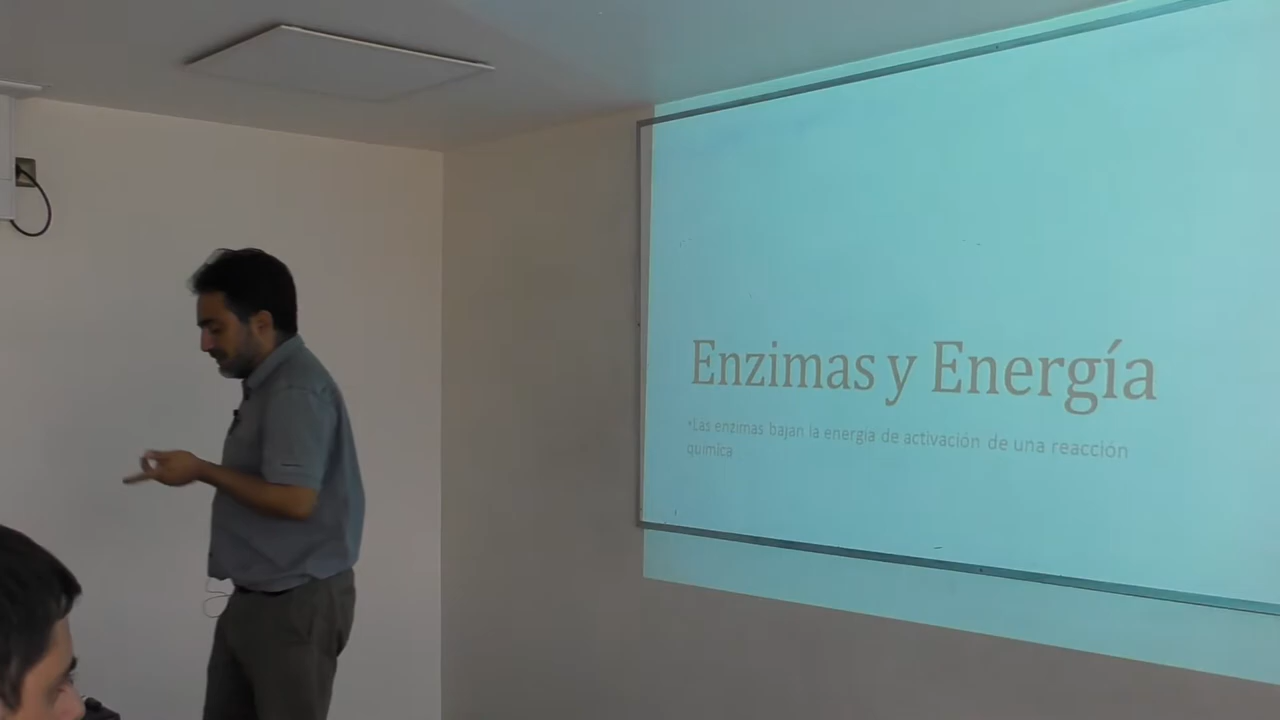 Enzimas y Energía
•Las enzimas bajan la energía de activación de una reacción
química